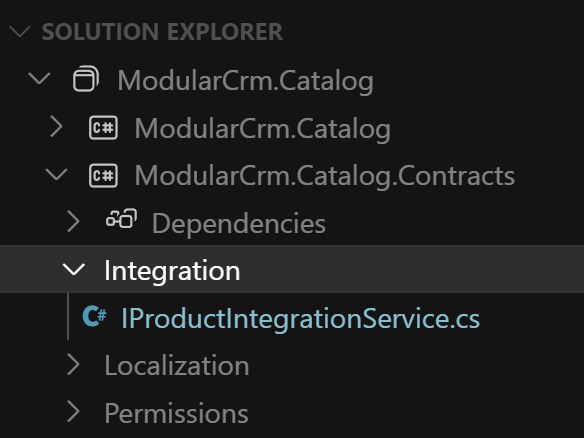 SOLUTION EXPLORER
ModularCrm.Catalog
C# ModularCrm.Catalog
C# ModularCrm.Catalog.Contracts
Dependencies
Integration
C# IProductIntegrationService.cs
Localization
Permissions